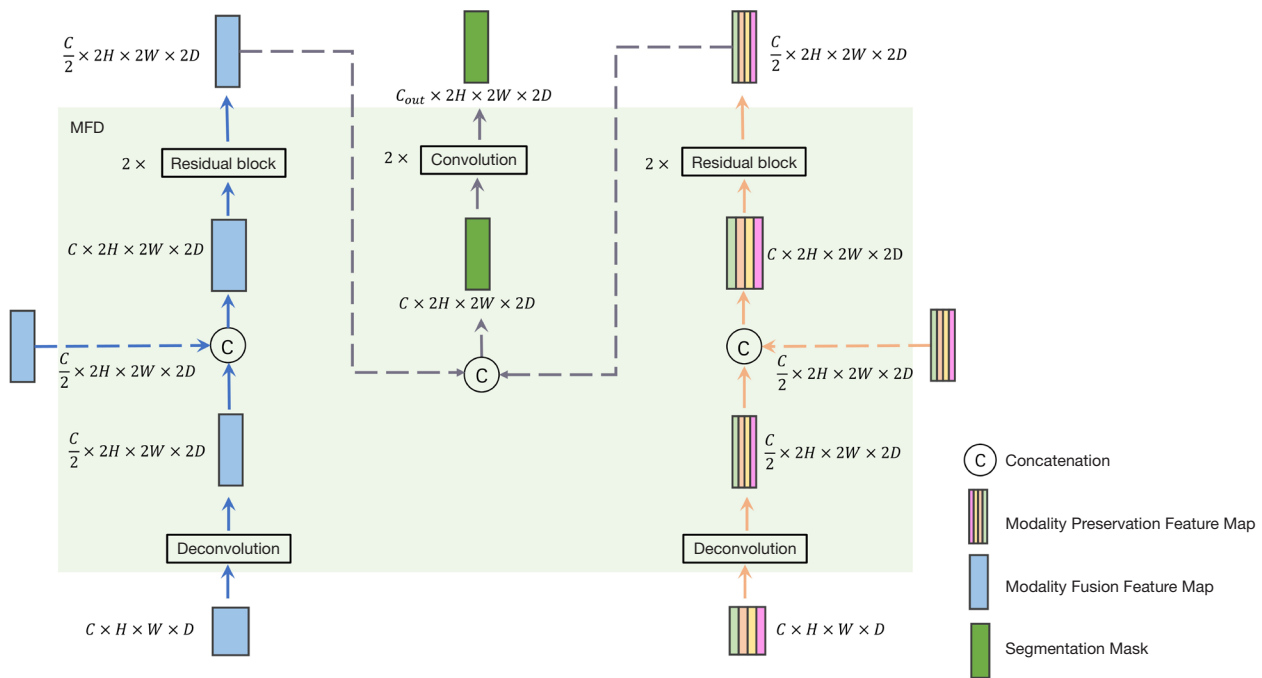 C/2 × 2H × 2W × 2D
C_out × 2H × 2W × 2D
C/2 × 2H × 2W × 2D
MFD
2 × Residual block
2 × Convolution
2 × Residual block
C × 2H × 2W × 2D
C × 2H × 2W × 2D
C × 2H × 2W × 2D
C
C
C
C/2 × 2H × 2W × 2D
C/2 × 2H × 2W × 2D
C/2 × 2H × 2W × 2D
C/2 × 2H × 2W × 2D
C Concatenation
Modality Preservation Feature Map
Deconvolution
Deconvolution
Modality Fusion Feature Map
C × H × W × D
C × H × W × D
Segmentation Mask